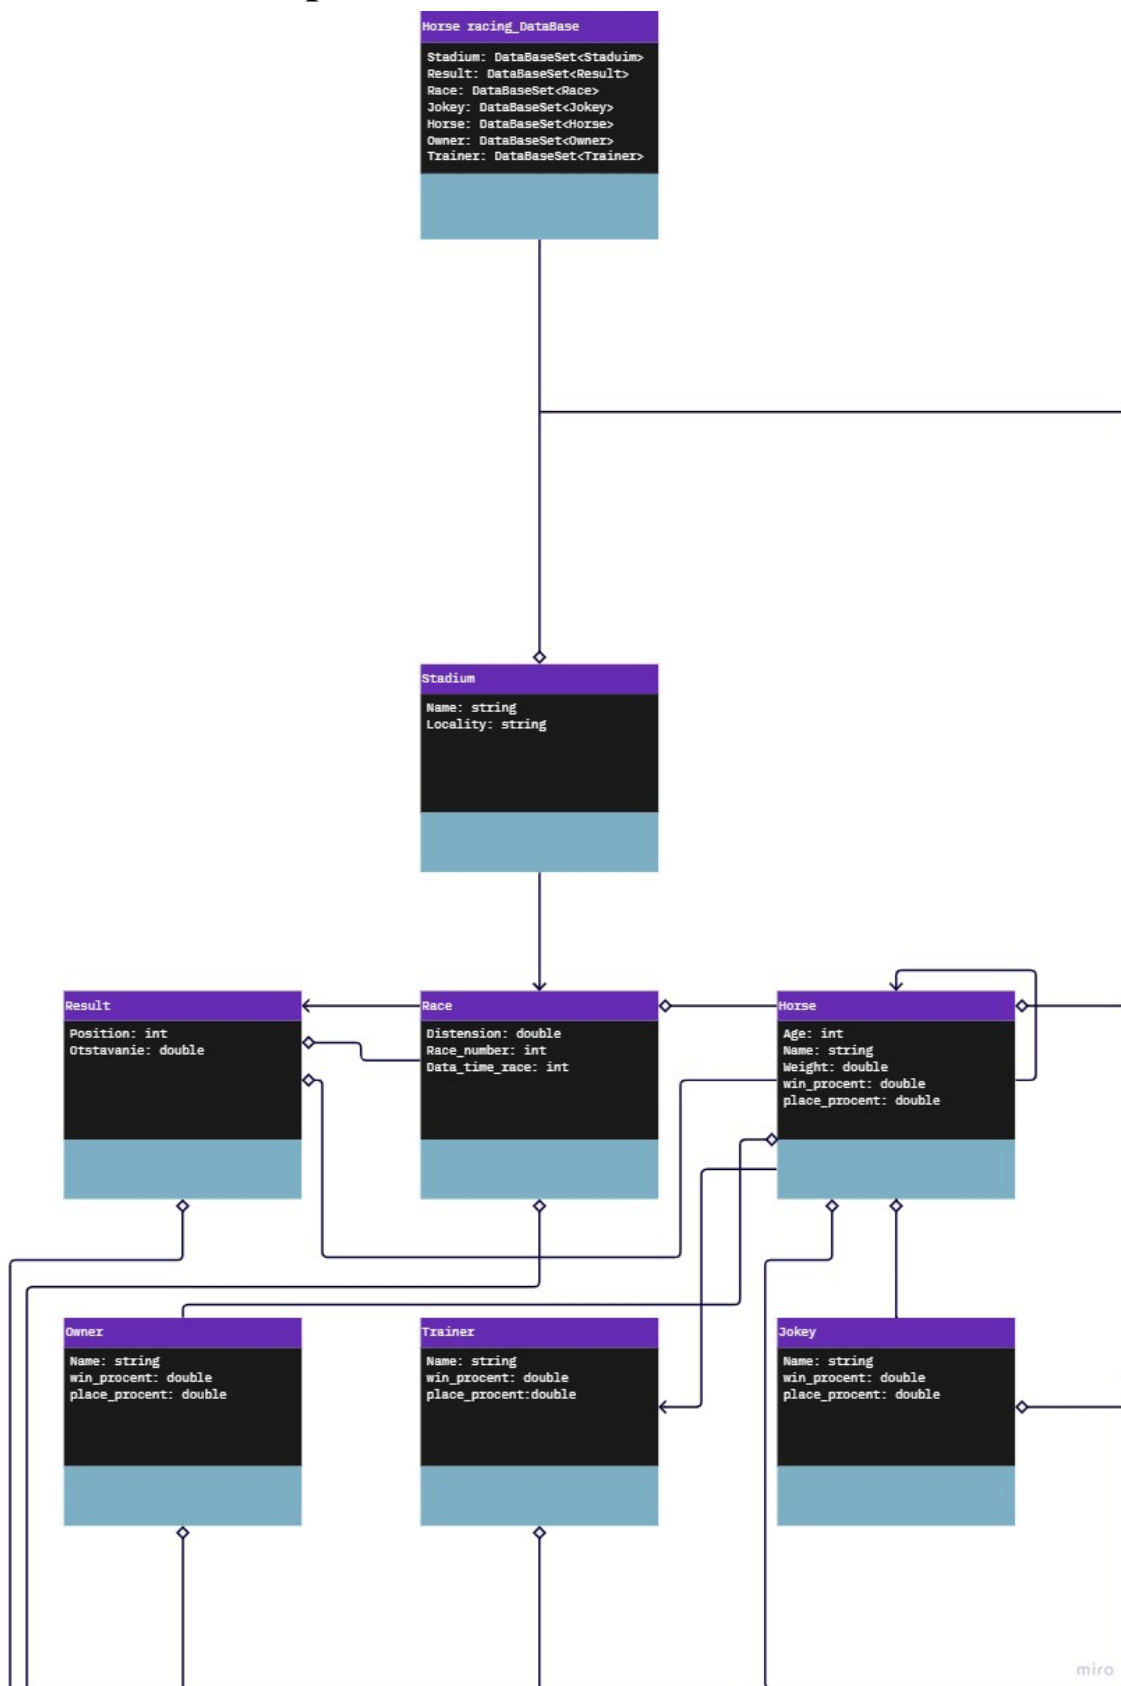 Horse racing_DataBase
Stadium: DataBaseSet<Staduim>
Result: DataBaseSet<Result>
Race: DataBaseSet<Race>
Jokey: DataBaseSet<Jokey>
Horse: DataBaseSet<Horse>
Owner: DataBaseSet<Owner>
Trainer: DataBaseSet<Trainer>
Stadium
Name: string
Locality: string
Result
Position: int
Otstavanie: double
Race
Distension: double
Race_number: int
Data_time_race: int
Horse
Age: int
Name: string
Weight: double
win_procent: double
place_procent: double
Owner
Name: string
win_procent: double
place_procent: double
Trainer
Name: string
win_procent: double
place_procent:double
Jokey
Name: string
win_procent: double
place_procent: double
miro